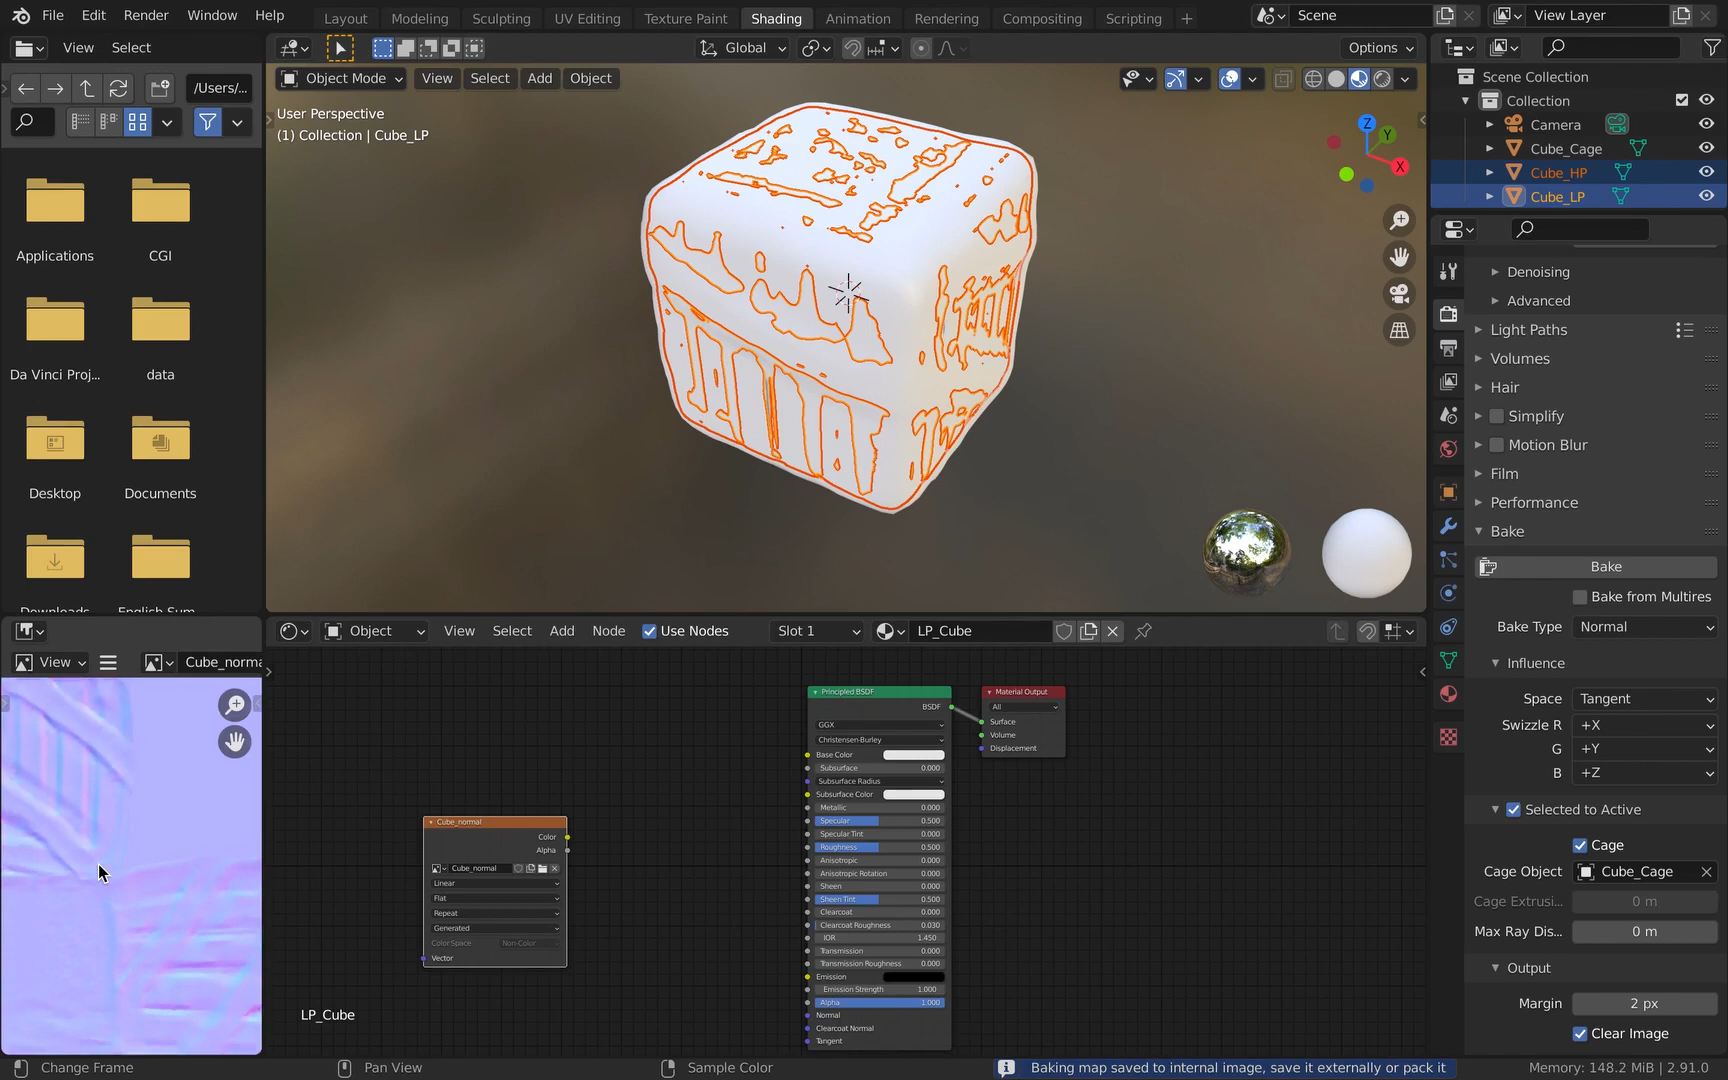 File Edit Render Window Help
Layout Modeling Sculpting UV Editing Texture Paint Shading Animation Rendering Compositing Scripting +
Scene
View Layer
View Select
Global
Options
/Users/...
Object Mode View Select Add Object
User Perspective
(1) Collection | Cube_LP
Z
Y
X
Applications
CGI
Da Vinci Proj...
data
Desktop
Documents
Downloads
English Sum
Scene Collection
Collection
Camera
Cube_Cage
Cube_HP
Cube_LP
Denoising
Advanced
Light Paths
Volumes
Hair
Simplify
Motion Blur
Film
Performance
Bake
Bake
Bake from Multires
Bake Type Normal
Influence
Space Tangent
Swizzle R +X
G +Y
B +Z
Selected to Active
Cage
Cage Object Cube_Cage
Cage Extrusi... 0 m
Max Ray Dis... 0 m
Output
Margin 2 px
Clear Image
View
Cube_norma
Object View Select Add Node Use Nodes Slot 1 LP_Cube
Cube_normal
Color
Alpha
Cube_normal
Linear
Flat
Repeat
Generated
Color Space Non-Color
Vector
Principled BSDF
BSDF
GGX
Christensen-Burley
Base Color
Subsurface 0.000
Subsurface Radius
Subsurface Color
Metallic 0.000
Specular 0.500
Specular Tint 0.000
Roughness 0.500
Anisotropic 0.000
Anisotropic Rotation 0.000
Sheen 0.000
Sheen Tint 0.500
Clearcoat 0.000
Clearcoat Roughness 0.030
IOR 1.450
Transmission 0.000
Transmission Roughness 0.000
Emission
Emission Strength 1.000
Alpha 1.000
Normal
Clearcoat Normal
Tangent
Material Output
All
Surface
Volume
Displacement
LP_Cube
Change Frame
Pan View
Sample Color
Baking map saved to internal image, save it externally or pack it
Memory: 148.2 MiB | 2.91.0